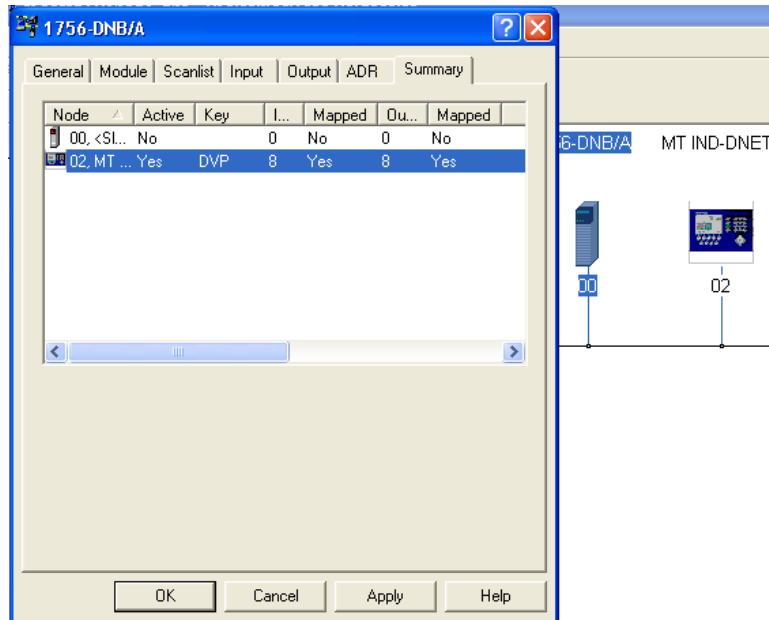 1756-DNB/A
General Module Scanlist Input Output ADR Summary
Node Active Key I... Mapped Ou... Mapped
00, <SI... No 0 No 0 No
02, MT ... Yes DVP 8 Yes 8 Yes
56-DNB/A MT IND-DNET
00 02
OK Cancel Apply Help